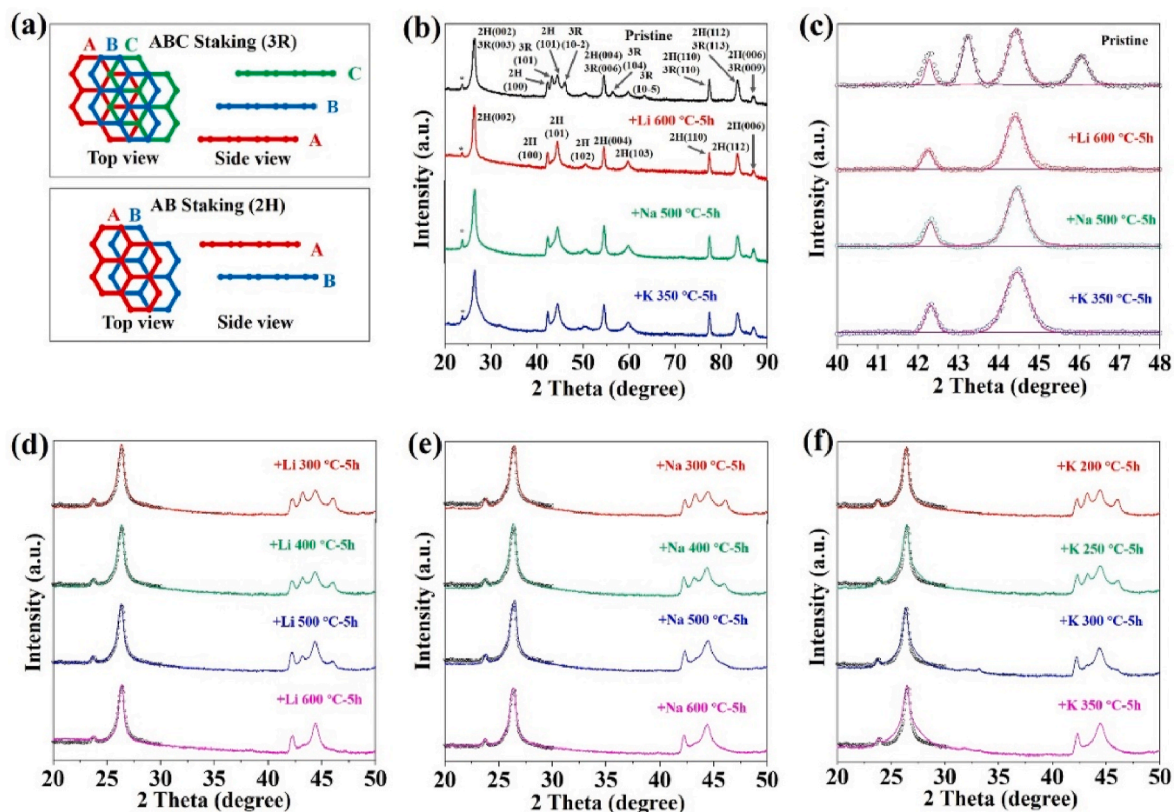 (a)
ABC Staking (3R)
A B C
C
B
A
Top view Side view
AB Staking (2H)
A B
A
B
Top view Side view
(b)
Intensity (a.u.)
2H(002)
3R(003)
*
3R
(101)
2H
(100)
2H
(101)
3R
(10-2)
Pristine
2H(004)
3R(006)
3R
(104)
3R
(10-5)
2H(110)
3R(110)
2H(112)
3R(113)
2H(006)
3R(009)
+Li 600 °C-5h
*
2H(002)
2H
(100)
2H
(101)
2H
(102)
2H(004)
2H(103)
2H(110)
2H(112)
2H(006)
+Na 500 °C-5h
*
+K 350 °C-5h
*
20 30 40 50 60 70 80 90
2 Theta (degree)
(c)
Intensity (a.u.)
Pristine
+Li 600 °C-5h
+Na 500 °C-5h
+K 350 °C-5h
40 41 42 43 44 45 46 47 48
2 Theta (degree)
(d)
Intensity (a.u.)
+Li 300 °C-5h
+Li 400 °C-5h
+Li 500 °C-5h
+Li 600 °C-5h
20 25 30 35 40 45 50
2 Theta (degree)
(e)
Intensity (a.u.)
+Na 300 °C-5h
+Na 400 °C-5h
+Na 500 °C-5h
+Na 600 °C-5h
20 25 30 35 40 45 50
2 Theta (degree)
(f)
Intensity (a.u.)
+K 200 °C-5h
+K 250 °C-5h
+K 300 °C-5h
+K 350 °C-5h
20 25 30 35 40 45 50
2 Theta (degree)